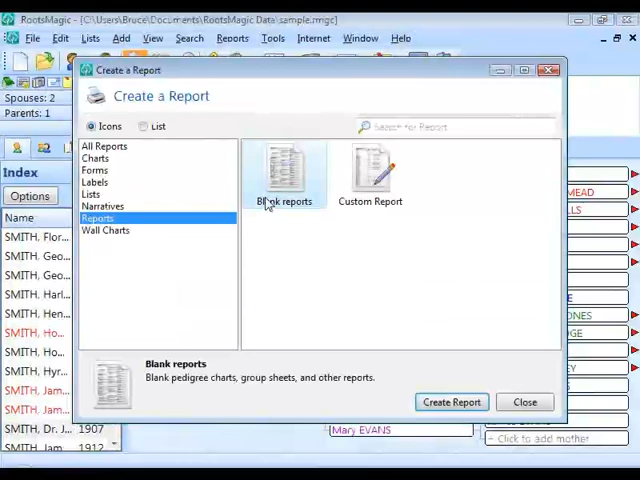 RootsMagic - [C:\Users\Bruce\Documents\RootsMagic Data\sample.rmgc]
File Edit Lists Add View Search Reports Tools Internet Window Help
Spouses: 2
Parents: 1
Index
Options
Name
SMITH, Flor...
SMITH, Geo...
SMITH, Geo...
SMITH, Harl...
SMITH, Hen...
SMITH, Ho...
SMITH, Ho...
SMITH, Hyr...
SMITH, Jam...
SMITH, Jam...
SMITH, Dr. J... 1907
SMITH, Jam... 1912
Create a Report
Create a Report
Icons List
Search for Report
All Reports
Charts
Forms
Labels
Lists
Narratives
Reports
Wall Charts
Blank reports
Custom Report
Blank reports
Blank pedigree charts, group sheets, and other reports.
Create Report Close
MEAD
Mary EVANS
+ Click to add mother